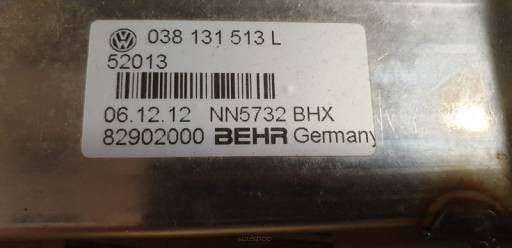 038 131 513 L
52013
06.12.12 NN5732 BHX
82902000 BEHR Germany